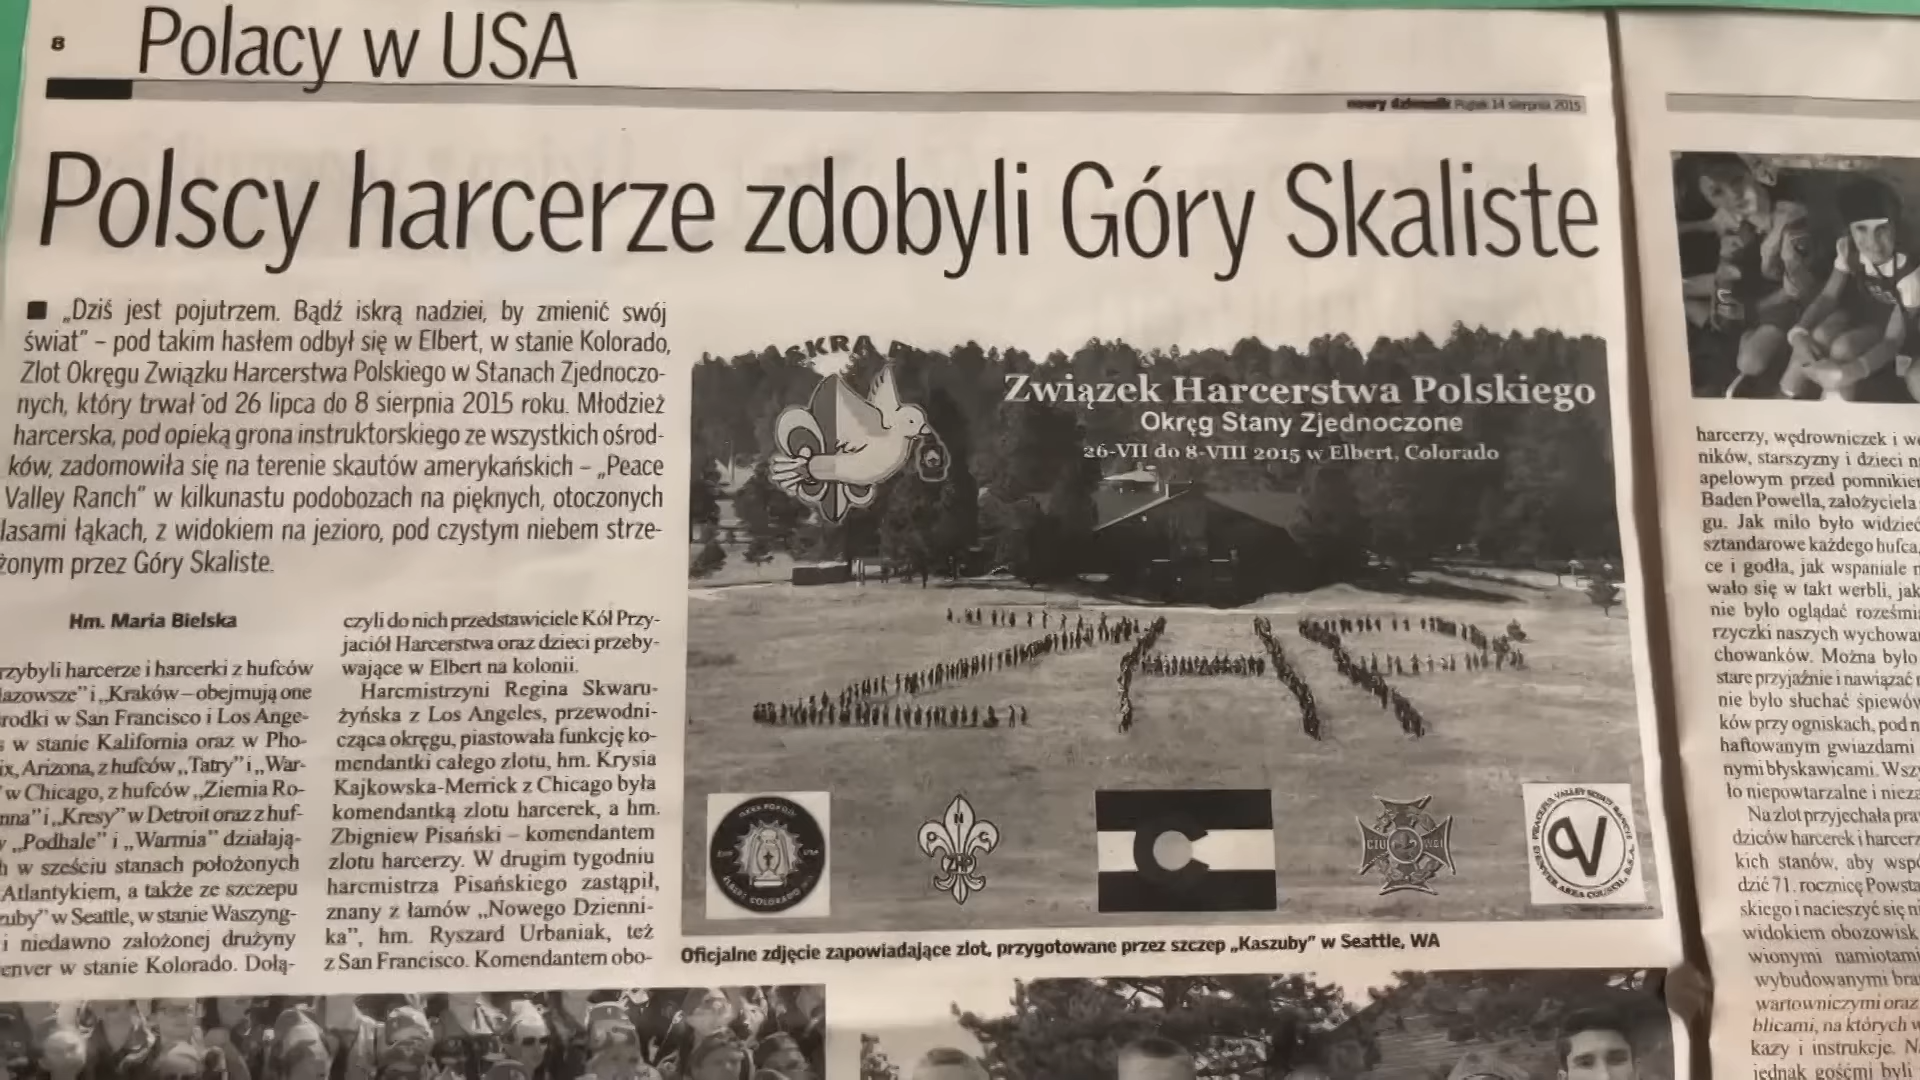 8
Polacy w USA
nowy dziennik Piątek 14 sierpnia 2015
Polscy harcerze zdobyli Góry Skaliste
■ „Dziś jest pojutrzem. Bądź iskrą nadziei, by zmienić swój
świat” – pod takim hasłem odbył się w Elbert, w stanie Kolorado,
Zlot Okręgu Związku Harcerstwa Polskiego w Stanach Zjednoczo-
nych, który trwał od 26 lipca do 8 sierpnia 2015 roku. Młodzież
harcerska, pod opieką grona instruktorskiego ze wszystkich ośrod-
ków, zadomowiła się na terenie skautów amerykańskich – „Peace
Valley Ranch” w kilkunastu podobozach na pięknych, otoczonych
lasami łąkach, z widokiem na jezioro, pod czystym niebem strze-
żonym przez Góry Skaliste.
Hm. Maria Bielska
rzybyli harcerze i harcerki z hufców
azowsze” i „Kraków – obejmują one
rodki w San Francisco i Los Ange-
s w stanie Kalifornia oraz w Pho-
ix, Arizona, z hufców „Tatry” i „War-
” w Chicago, z hufców „Ziemia Ro-
nna” i „Kresy” w Detroit oraz z huf-
w „Podhale” i „Warmia” działają-
h w sześciu stanach położonych
Atlantykiem, a także ze szczepu
zuby” w Seattle, w stanie Waszyng-
i niedawno założonej drużyny
enver w stanie Kolorado. Dołą-
czyli do nich przedstawiciele Kół Przy-
jaciół Harcerstwa oraz dzieci przeby-
wające w Elbert na kolonii.
Harcmistrzyni Regina Skwaru-
żyńska z Los Angeles, przewodni-
cząca okręgu, piastowała funkcję ko-
mendantki całego zlotu, hm. Krysia
Kajkowska-Merrick z Chicago była
komendantką zlotu harcerek, a hm.
Zbigniew Pisański – komendantem
zlotu harcerzy. W drugim tygodniu
harcmistrza Pisańskiego zastąpił,
znany z łamów „Nowego Dzienni-
ka”, hm. Ryszard Urbaniak, też
z San Francisco. Komendantem obo-
SKRA
Związek Harcerstwa Polskiego
Okręg Stany Zjednoczone
26-VII do 8-VIII 2015 w Elbert, Colorado
ZHP
N
ZHP
CZU WAJ
PV
DENVER AREA COUNCIL, B.S.A.
Oficjalne zdjęcie zapowiadające zlot, przygotowane przez szczep „Kaszuby” w Seattle, WA
harcerzy, wędrowniczek i wę
ników, starszyzny i dzieci n
apelowym przed pomnikie
Baden Powella, założyciela
gu. Jak miło było widzieć
sztandarowe każdego hufca,
ce i godła, jak wspaniale
wało się w takt werbli, jak
nie było oglądać roześmi
rzyczki naszych wychowan
chowanków. Można było
stare przyjaźnie i nawiązać
nie było słuchać śpiewów
ków przy ogniskach, pod n
haftowanym gwiazdami
nymi błyskawicami. Wszy
ło niepowtarzalne i nieza
Na zlot przyjechała pra
dziców harcerek i harcerz
kich stanów, aby wspo
dzić 71. rocznicę Powsta
skiego i nacieszyć się ni
widokiem obozowisk
wionymi namiotami
wybudowanymi bra
wartowniczymi oraz
blicami, na których w
kazy i instrukcje. N
jednak gośćmi byli